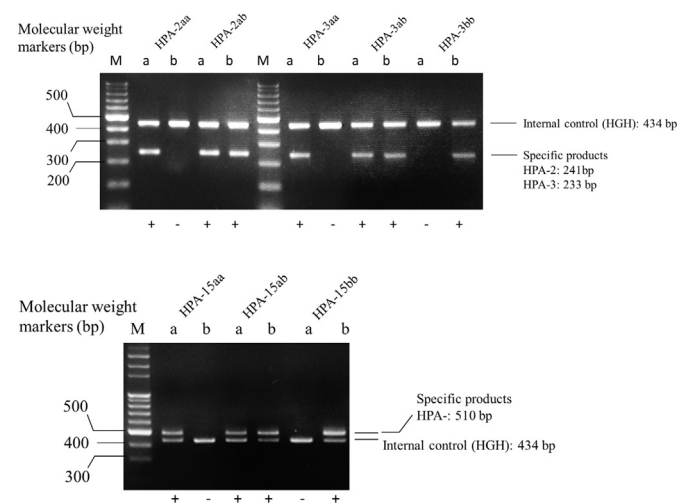 Molecular weight
markers (bp)
HPA-2aa HPA-2ab HPA-3aa HPA-3ab HPA-3bb
M a b a b M a b a b a b
500
400
300
200
Internal control (HGH): 434 bp
Specific products
HPA-2: 241bp
HPA-3: 233 bp
+ - + + + - + + - +
Molecular weight
markers (bp)
HPA-15aa HPA-15ab HPA-15bb
M a b a b a b
500
400
300
Specific products
HPA-: 510 bp
Internal control (HGH): 434 bp
+ - + + - +